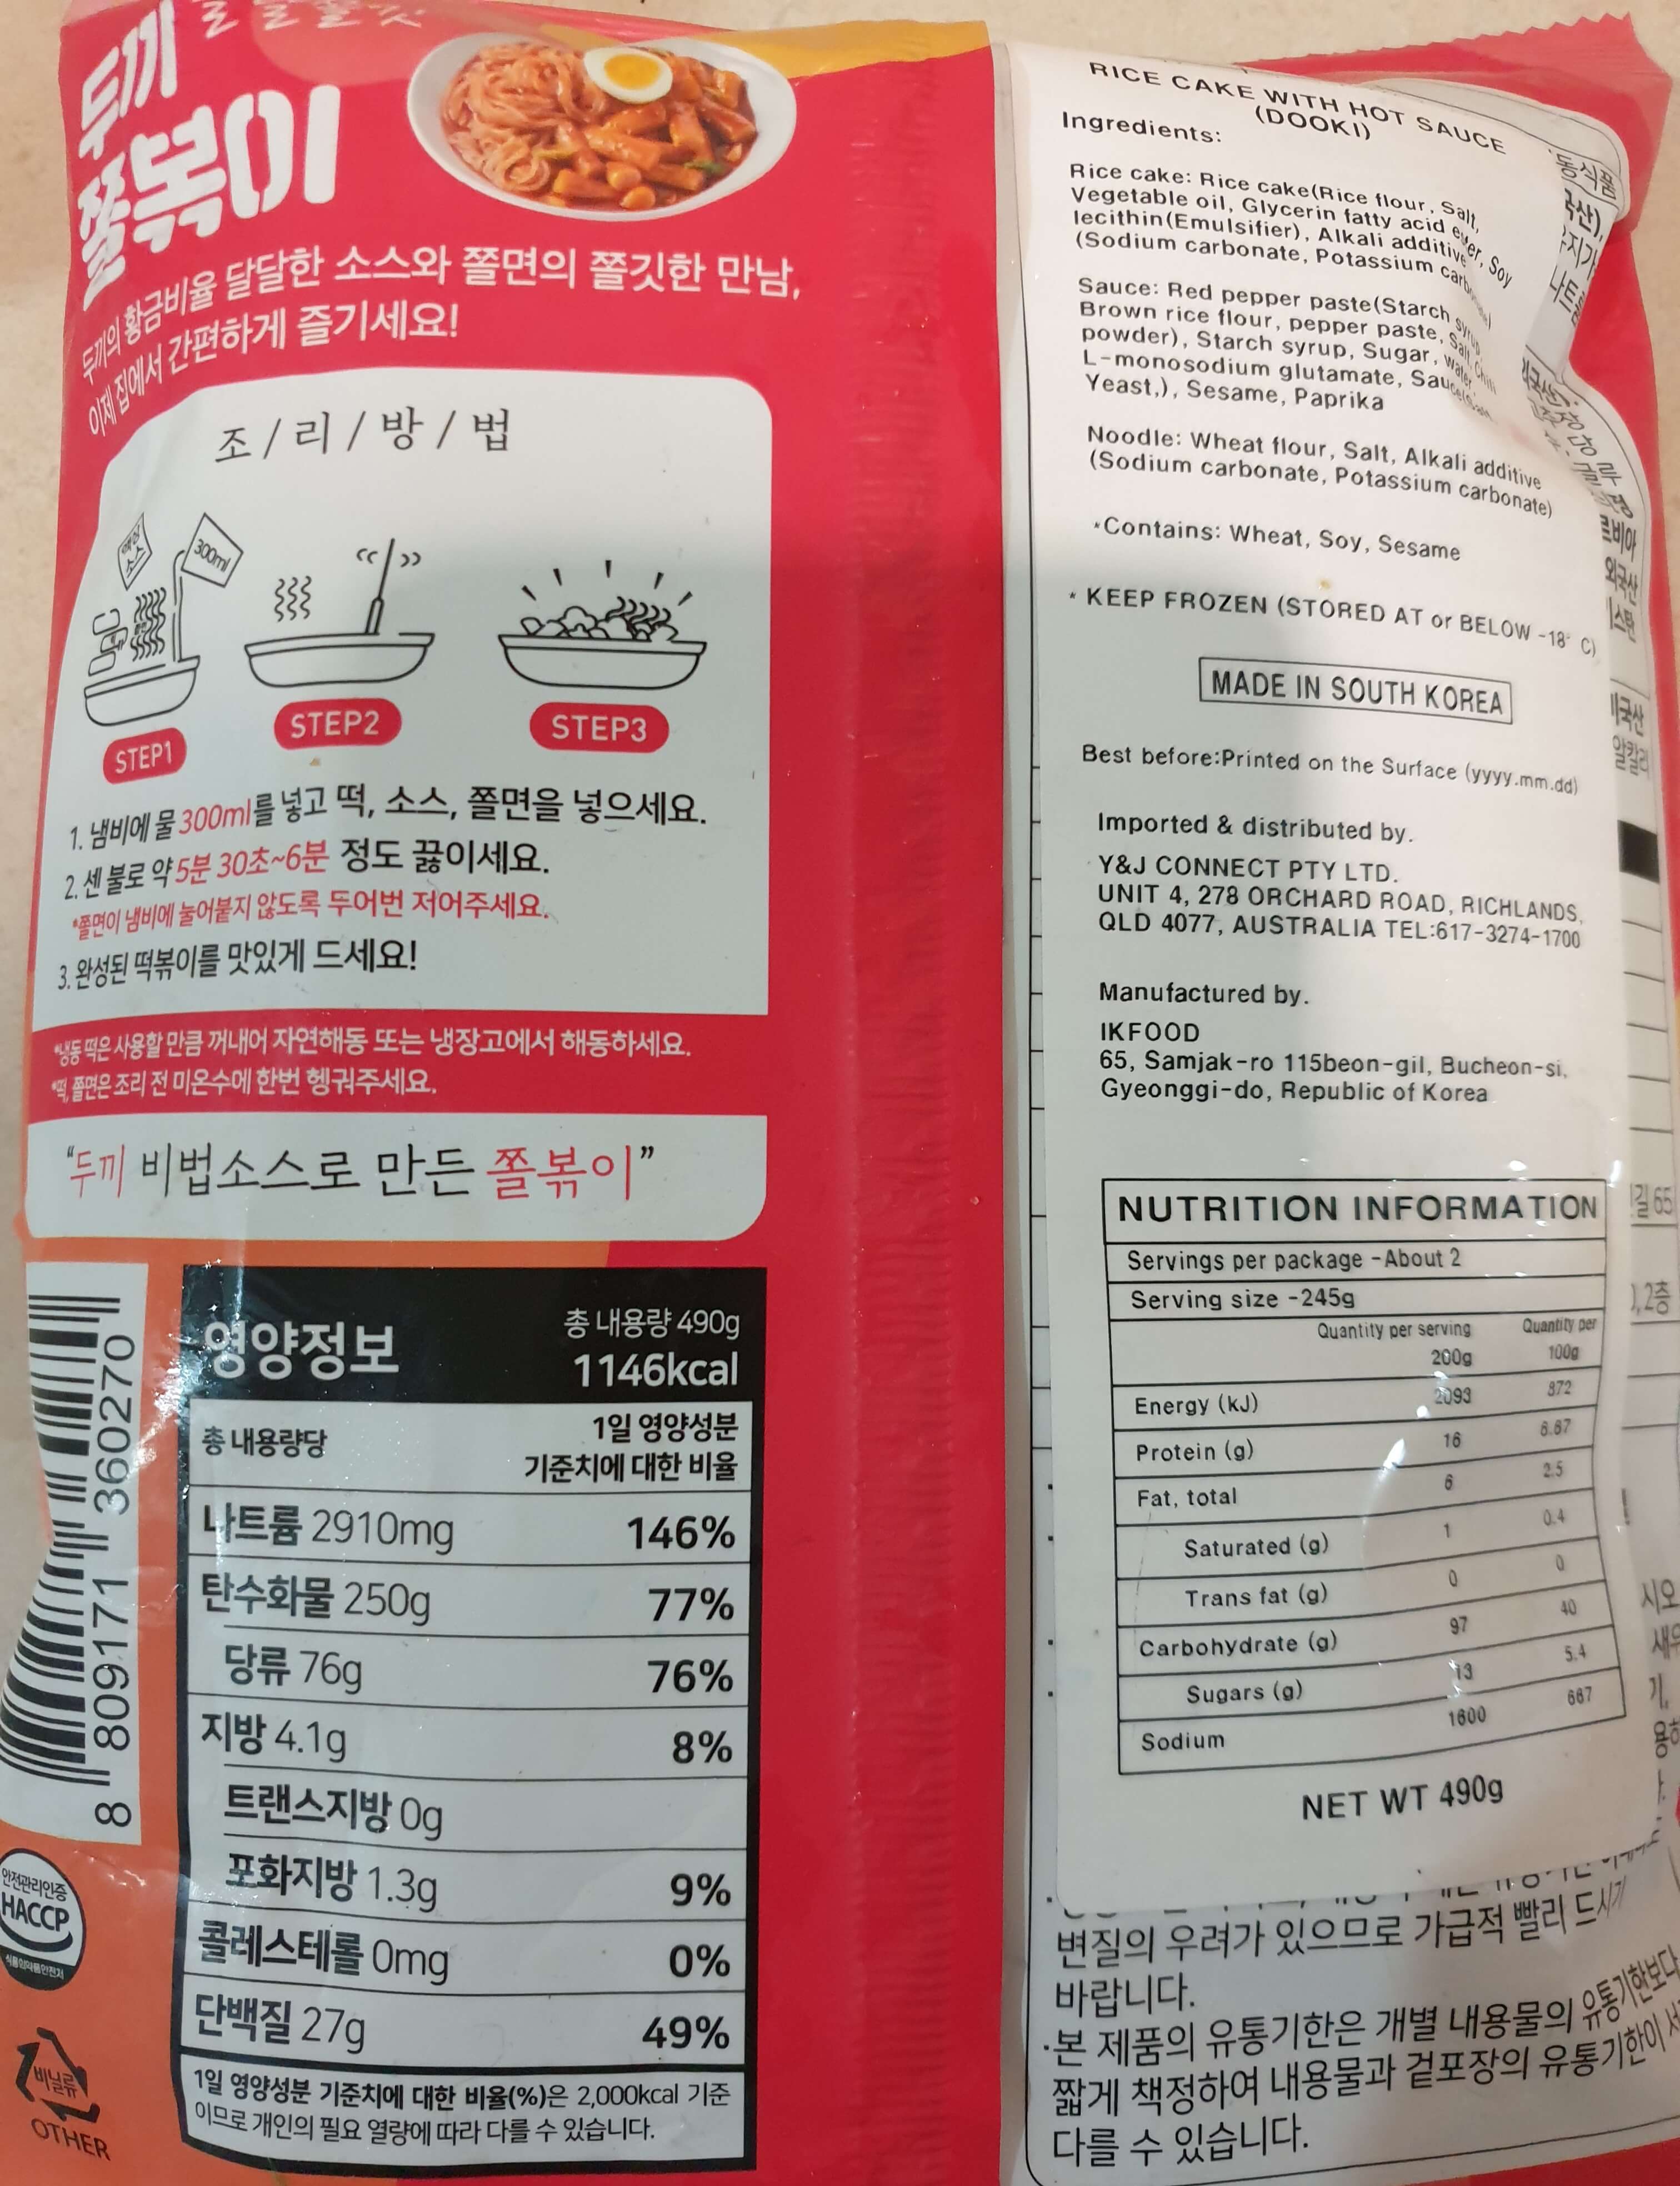 두끼
쫄볶이
두끼의 황금비율 달달한 소스와 쫄면의 쫄깃한 만남,
이제 집에서 간편하게 즐기세요!
조/리/방/법
소스
300ml
STEP1
STEP2
STEP3
1. 냄비에 물 300ml를 넣고 떡, 소스, 쫄면을 넣으세요.
2. 센 불로 약 5분 30초~6분 정도 끓이세요.
*쫄면이 냄비에 눌어붙지 않도록 두어번 저어주세요.
3. 완성된 떡볶이를 맛있게 드세요!
*냉동 떡은 사용할 만큼 꺼내어 자연해동 또는 냉장고에서 해동하세요.
*떡, 쫄면은 조리 전 미온수에 한번 헹궈주세요.
“두끼 비법소스로 만든 쫄볶이”
8 809171 360270
안전관리인증
HACCP
식품의약품안전처
비닐류
OTHER
영양정보
총 내용량 490g
1146kcal
총 내용량당
1일 영양성분
기준치에 대한 비율
나트륨 2910mg 146%
탄수화물 250g 77%
당류 76g 76%
지방 4.1g 8%
트랜스지방 0g
포화지방 1.3g 9%
콜레스테롤 0mg 0%
단백질 27g 49%
1일 영양성분 기준치에 대한 비율(%)은 2,000kcal 기준
이므로 개인의 필요 열량에 따라 다를 수 있습니다.
RICE CAKE WITH HOT SAUCE
(DOOKI)
Ingredients:
Rice cake: Rice cake(Rice flour, Salt,
Vegetable oil, Glycerin fatty acid Soy
lecithin(Emulsifier), Alkali additive
(Sodium carbonate, Potassium
Sauce: Red pepper paste(Starch syrup,
Brown rice flour, pepper paste, Salt, Chili
powder), Starch syrup, Sugar, water,
L-monosodium glutamate,
Yeast,), Sesame, Paprika
Noodle: Wheat flour, Salt, Alkali additive
(Sodium carbonate, Potassium carbonate)
*Contains: Wheat, Soy, Sesame
* KEEP FROZEN (STORED AT or BELOW -18° C)
MADE IN SOUTH KOREA
Best before:Printed on the Surface (yyyy.mm.dd)
Imported & distributed by.
Y&J CONNECT PTY LTD.
UNIT 4, 278 ORCHARD ROAD, RICHLANDS,
QLD 4077, AUSTRALIA TEL:617-3274-1700
Manufactured by.
IKFOOD
65, Samjak-ro 115beon-gil, Bucheon-si,
Gyeonggi-do, Republic of Korea
NUTRITION INFORMATION
Servings per package -About 2
Serving size -245g
Quantity per serving Quantity per
200g 100g
Energy (kJ) 2093 872
Protein (g) 16 6.67
Fat, total 6 2.5
Saturated (g) 1 0.4
Trans fat (g) 0 0
Carbohydrate (g) 97 40
Sugars (g) 13 5.4
Sodium 1600 667
NET WT 490g
변질의 우려가 있으므로 가급적 빨리 드시기
바랍니다.
·본 제품의 유통기한은 개별 내용물의 유통기한보다
짧게 책정하여 내용물과 겉포장의 유통기한이
다를 수 있습니다.